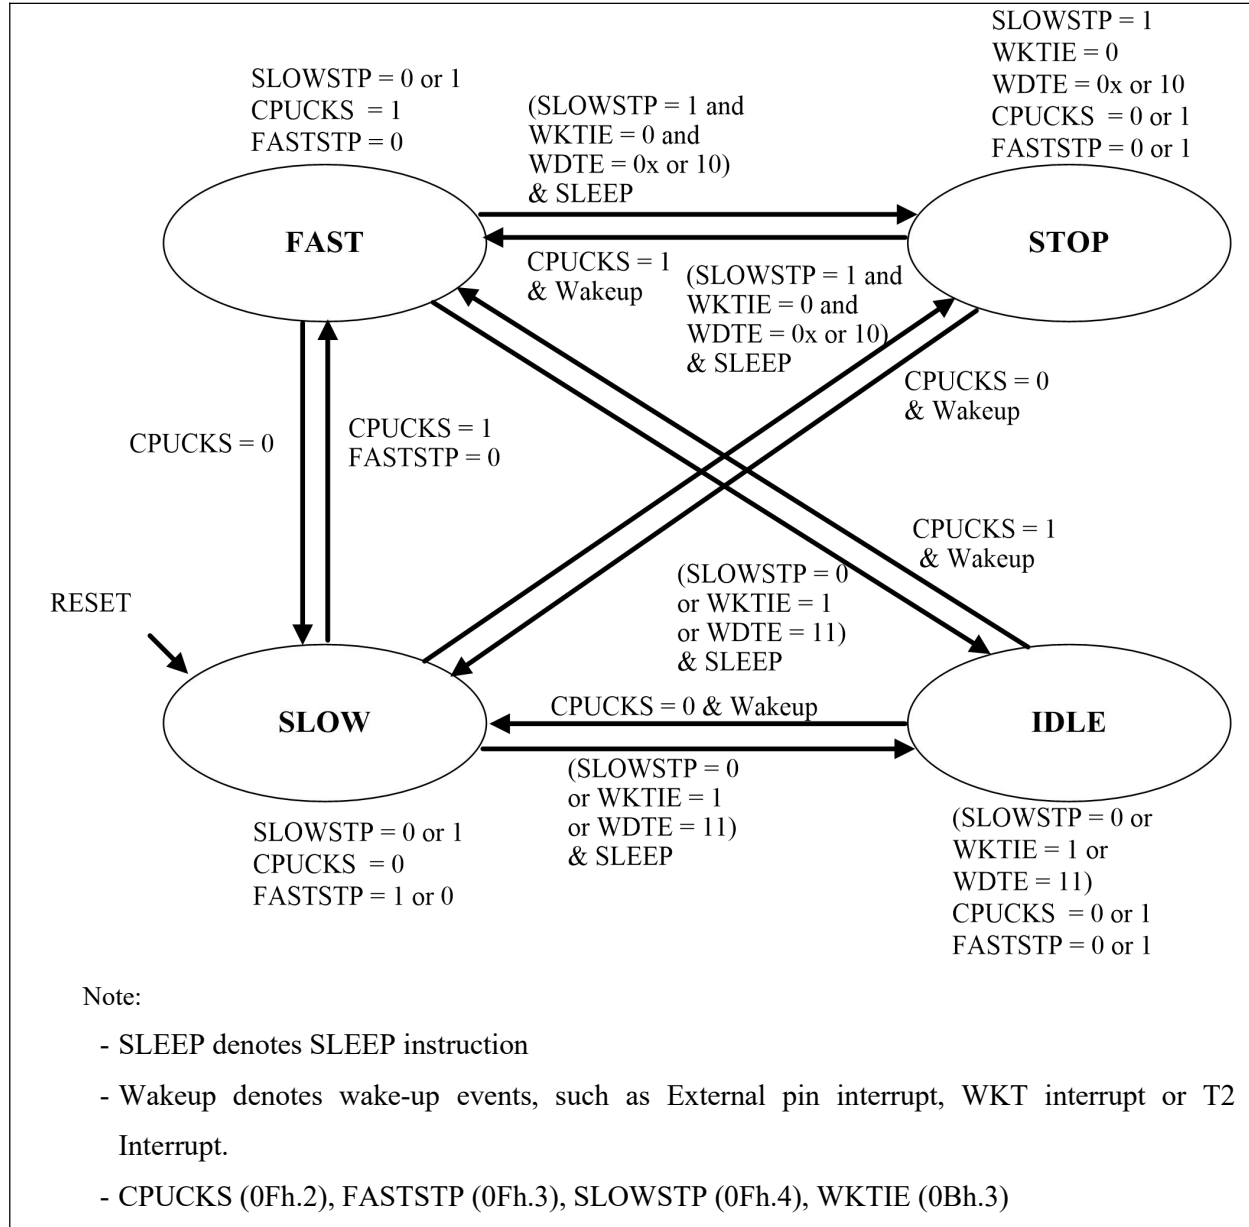 SLOWSTP = 0 or 1
CPUCKS  = 1
FASTSTP = 0
(SLOWSTP = 1 and
WKTIE = 0 and
WDTE = 0x or 10)
& SLEEP
SLOWSTP = 1
WKTIE = 0
WDTE = 0x or 10
CPUCKS  = 0 or 1
FASTSTP = 0 or 1
FAST
STOP
CPUCKS = 1
& Wakeup
(SLOWSTP = 1 and
WKTIE = 0 and
WDTE = 0x or 10)
& SLEEP
CPUCKS = 0
& Wakeup
CPUCKS = 0
CPUCKS = 1
FASTSTP = 0
CPUCKS = 1
& Wakeup
(SLOWSTP = 0
or WKTIE = 1
or WDTE = 11)
& SLEEP
RESET
SLOW
CPUCKS = 0 & Wakeup
IDLE
(SLOWSTP = 0
or WKTIE = 1
or WDTE = 11)
& SLEEP
SLOWSTP = 0 or 1
CPUCKS  = 0
FASTSTP = 1 or 0
(SLOWSTP = 0 or
WKTIE = 1 or
WDTE = 11)
CPUCKS  = 0 or 1
FASTSTP = 0 or 1
Note:
- SLEEP denotes SLEEP instruction
- Wakeup denotes wake-up events, such as External pin interrupt, WKT interrupt or T2
Interrupt.
- CPUCKS (0Fh.2), FASTSTP (0Fh.3), SLOWSTP (0Fh.4), WKTIE (0Bh.3)